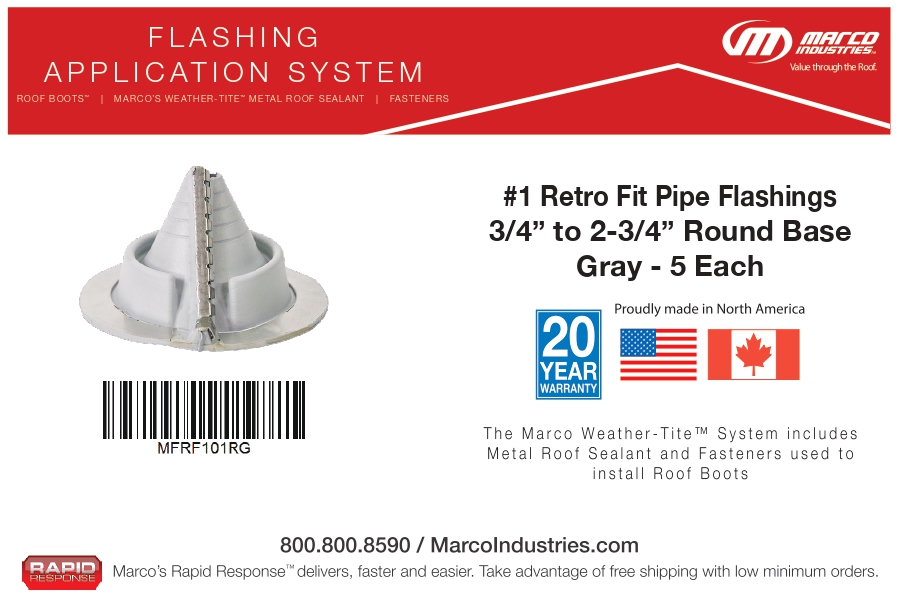 FLASHING
APPLICATION SYSTEM
ROOF BOOTS™ | MARCO'S WEATHER-TITE™ METAL ROOF SEALANT | FASTENERS
MARCO
INDUSTRIES™
Value through the Roof.
#1 Retro Fit Pipe Flashings
3/4” to 2-3/4” Round Base
Gray - 5 Each
Proudly made in North America
20
YEAR
WARRANTY
MFRF101RG
The Marco Weather-Tite™ System includes
Metal Roof Sealant and Fasteners used to
install Roof Boots
800.800.8590 / MarcoIndustries.com
RAPID
RESPONSE
Marco's Rapid Response™ delivers, faster and easier. Take advantage of free shipping with low minimum orders.